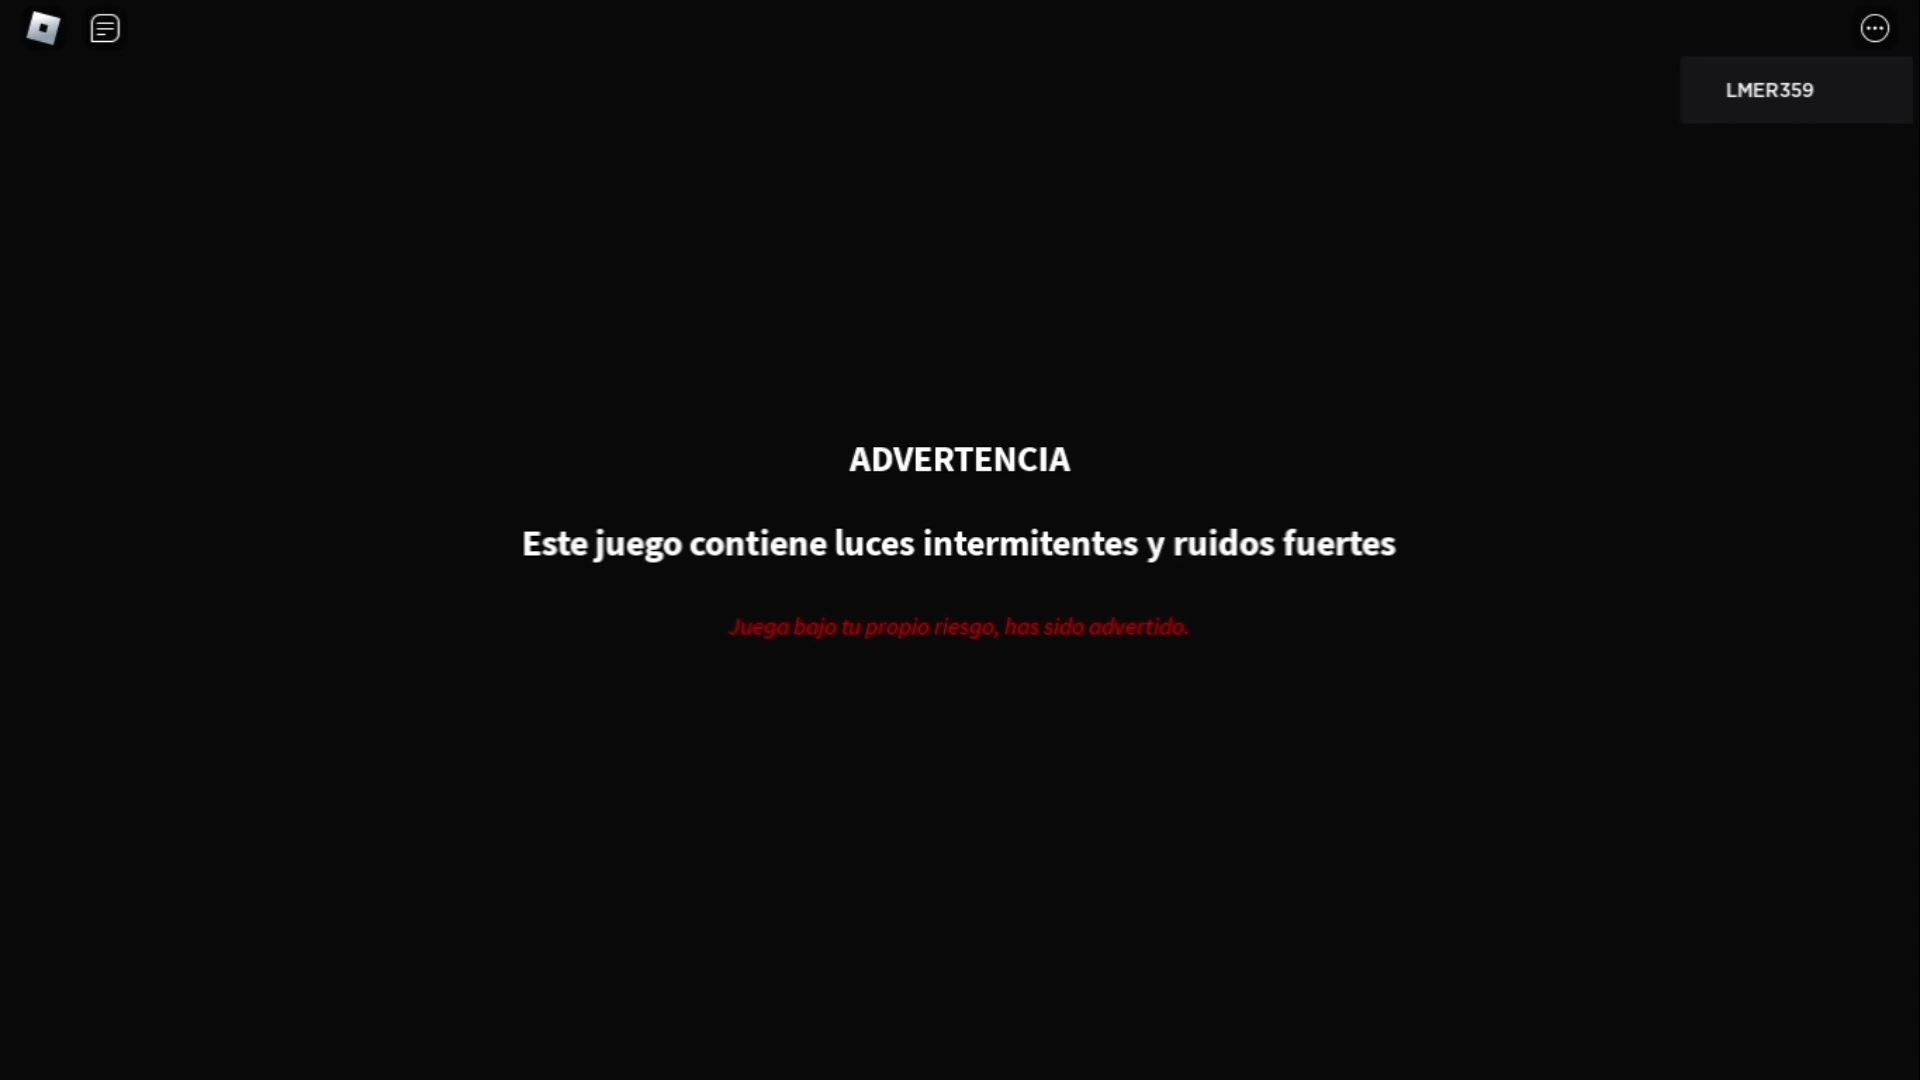 LMER359
ADVERTENCIA
Este juego contiene luces intermitentes y ruidos fuertes
Juega bajo tu propio riesgo, has sido advertido.